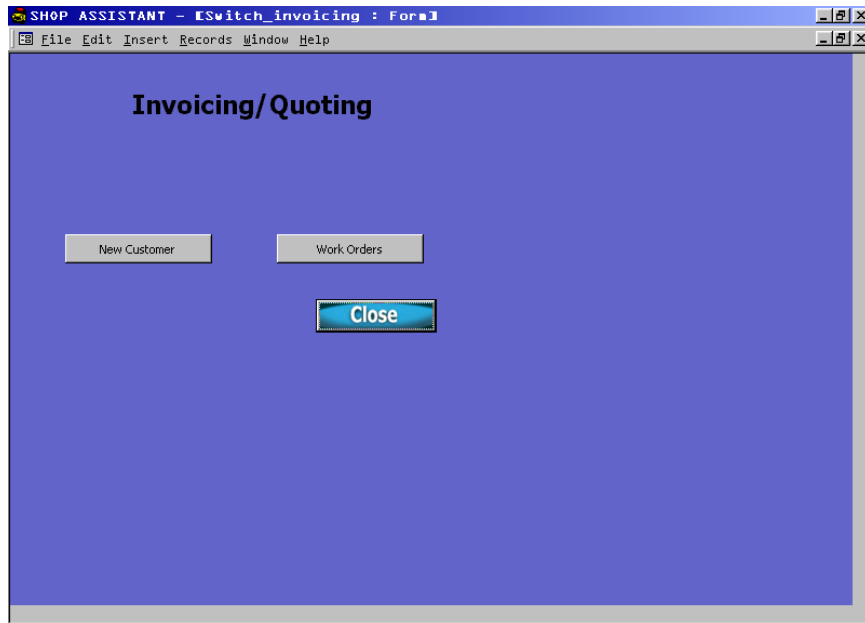 SHOP ASSISTANT - [Switch_invoicing : Form]
File Edit Insert Records Window Help
Invoicing/Quoting
New Customer Work Orders
Close